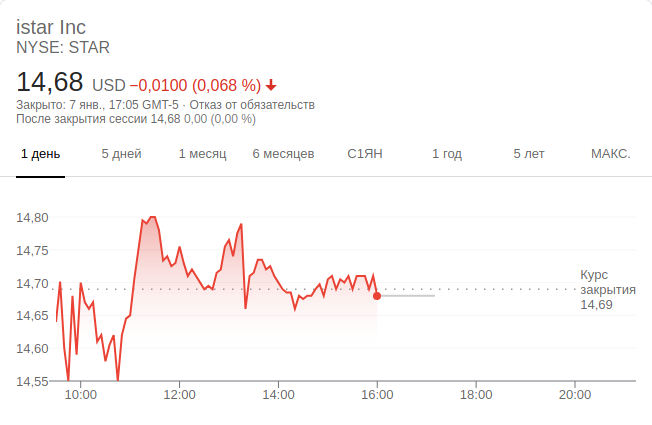 istar Inc
NYSE: STAR
14,68 USD −0,0100 (0,068 %)
Закрыто: 7 янв., 17:05 GMT-5 · Отказ от обязательств
После закрытия сессии 14,68 0,00 (0,00 %)
1 день 5 дней 1 месяц 6 месяцев С1ЯН 1 год 5 лет МАКС.
14,80
14,75
14,70
14,65
14,60
14,55
Курс
закрытия
14,69
10:00 12:00 14:00 16:00 18:00 20:00